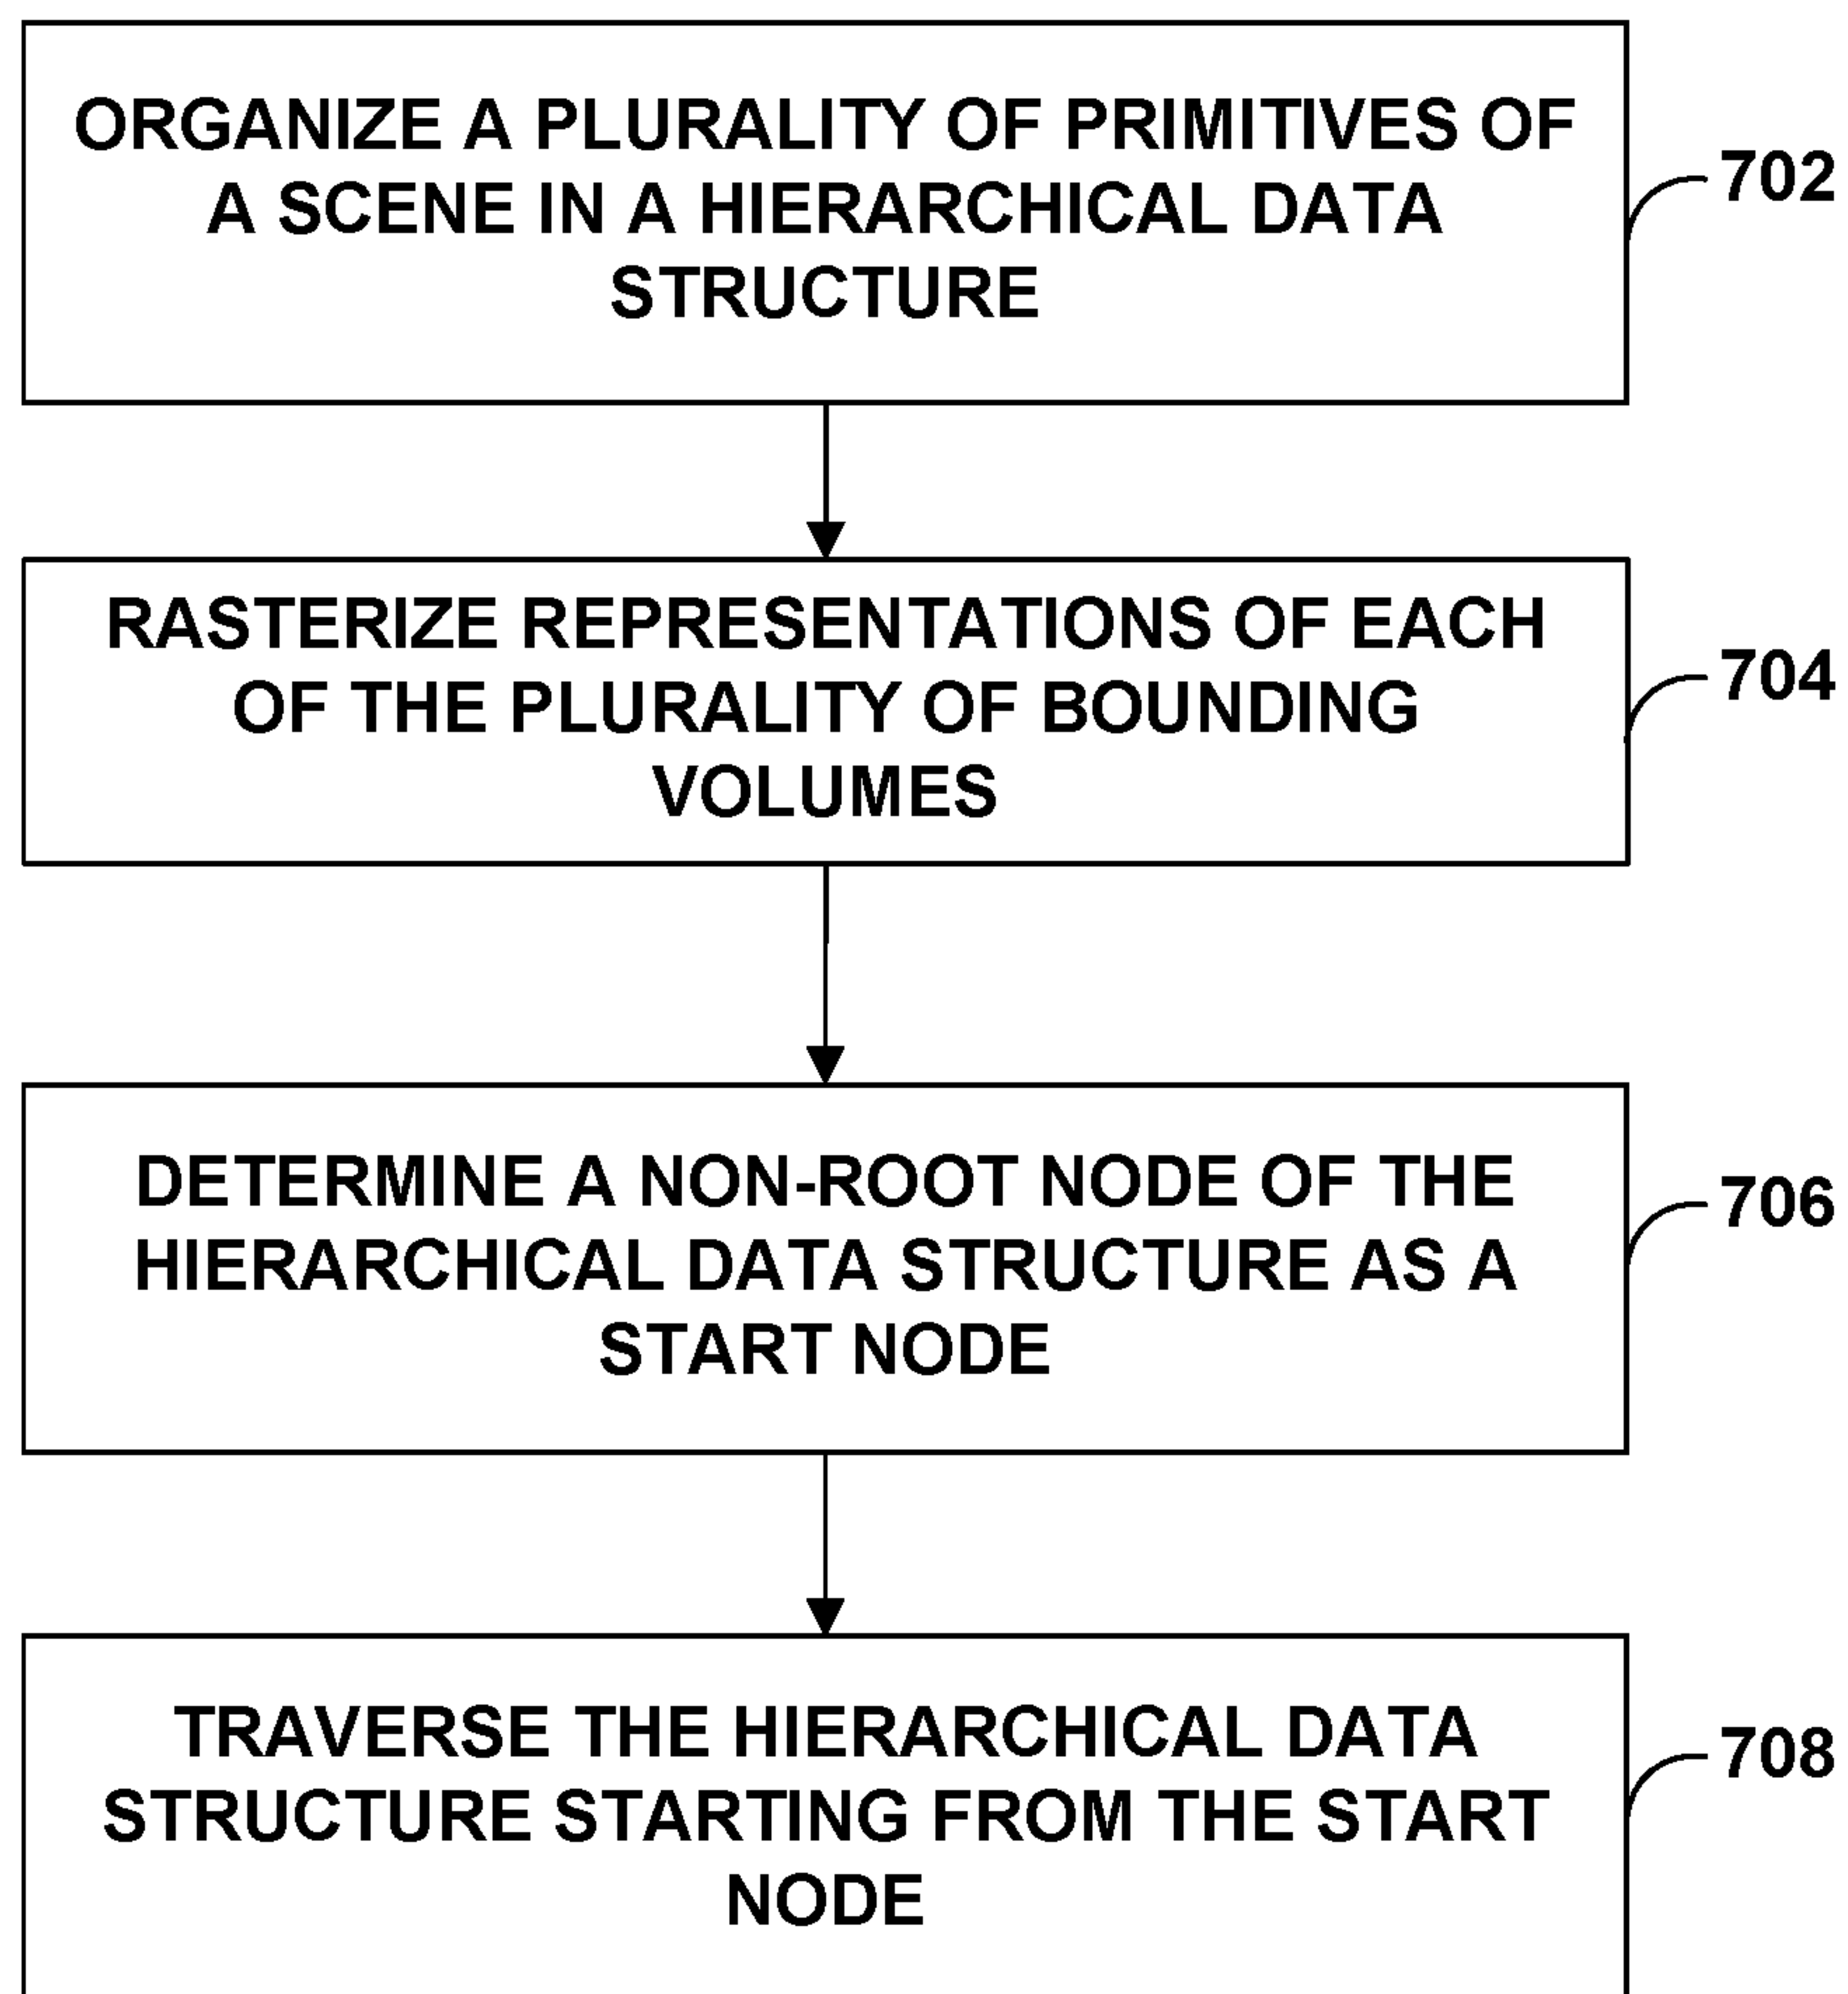 ORGANIZE A PLURALITY OF PRIMITIVES OF
A SCENE IN A HIERARCHICAL DATA
STRUCTURE
702
RASTERIZE REPRESENTATIONS OF EACH
OF THE PLURALITY OF BOUNDING
VOLUMES
704
DETERMINE A NON-ROOT NODE OF THE
HIERARCHICAL DATA STRUCTURE AS A
START NODE
706
TRAVERSE THE HIERARCHICAL DATA
STRUCTURE STARTING FROM THE START
NODE
708